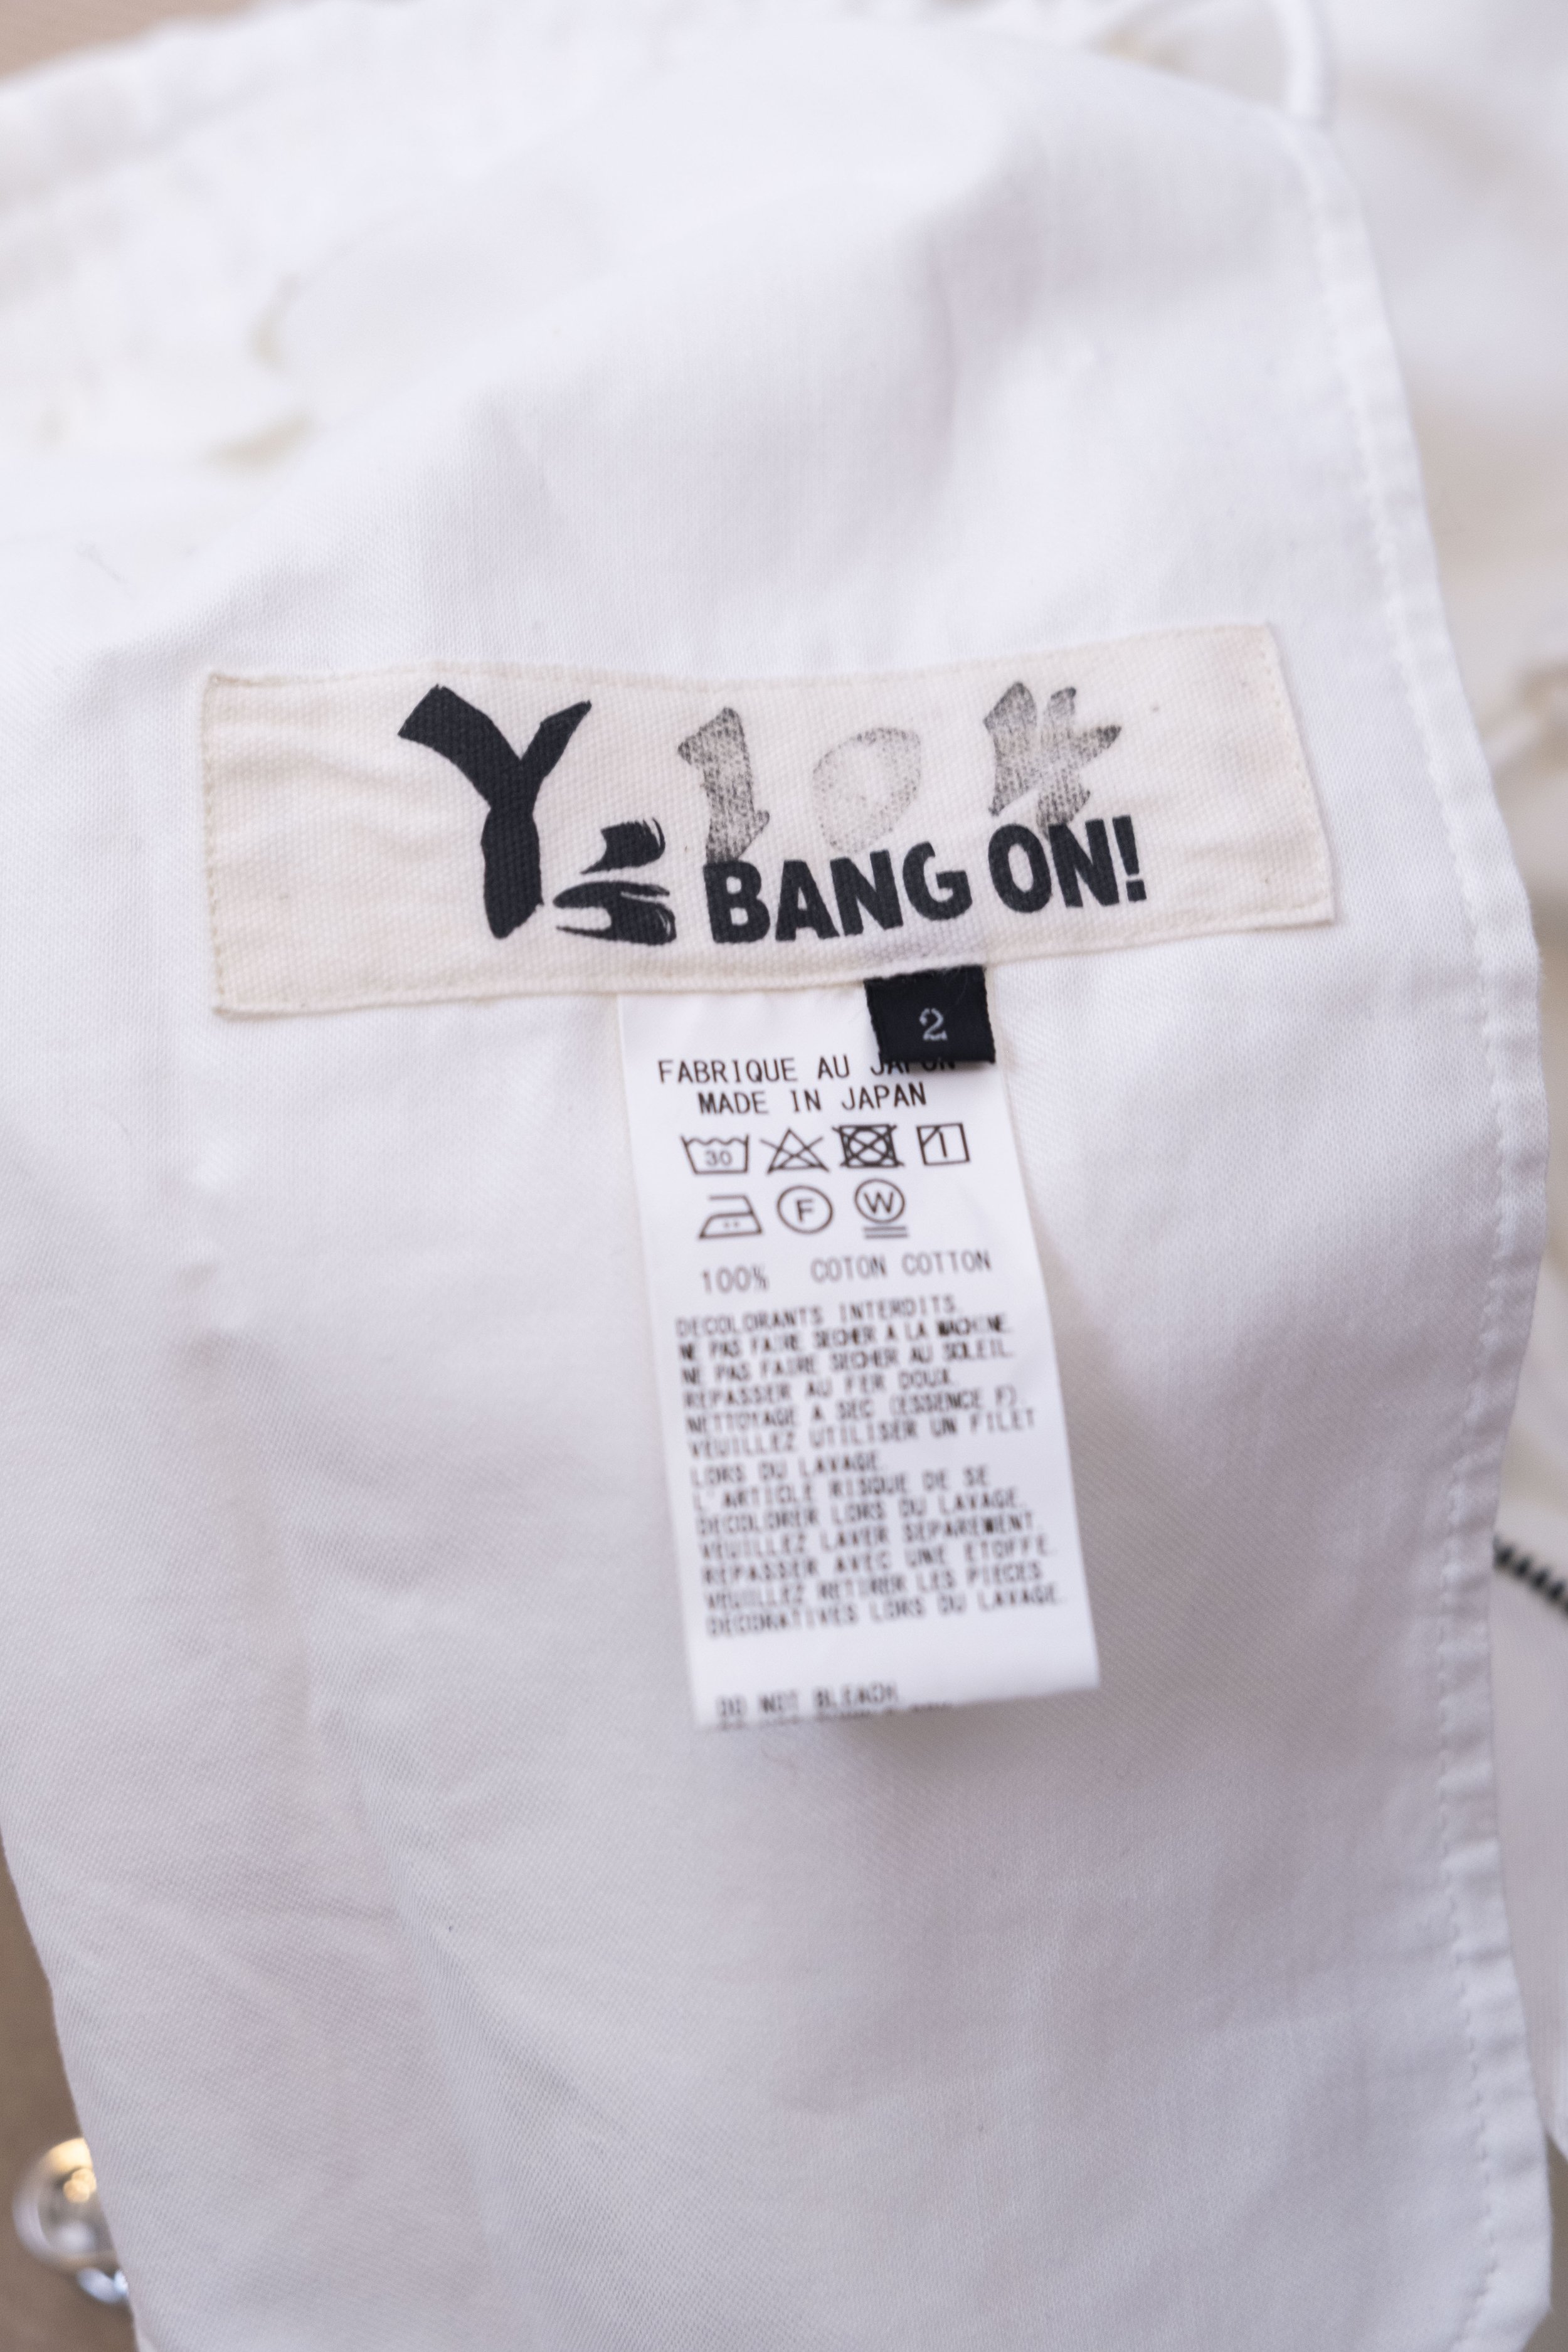 Y's 104
BANG ON!
2
FABRIQUE AU JAPON
MADE IN JAPAN
30
F W
100% COTON COTTON
DECOLORANTS INTERDITS.
NE PAS FAIRE SECHER A LA MACHINE.
NE PAS FAIRE SECHER AU SOLEIL.
REPASSER AU FER DOUX.
NETTOYAGE A SEC (ESSENCE F).
VEUILLEZ UTILISER UN FILET
LORS DU LAVAGE.
L'ARTICLE RISQUE DE SE
DECOLORER LORS DU LAVAGE.
VEUILLEZ LAVER SEPAREMENT.
REPASSER AVEC UNE ETOFFE.
VEUILLEZ RETIRER LES PIECES
DECORATIVES LORS DU LAVAGE.
DO NOT BLEACH.